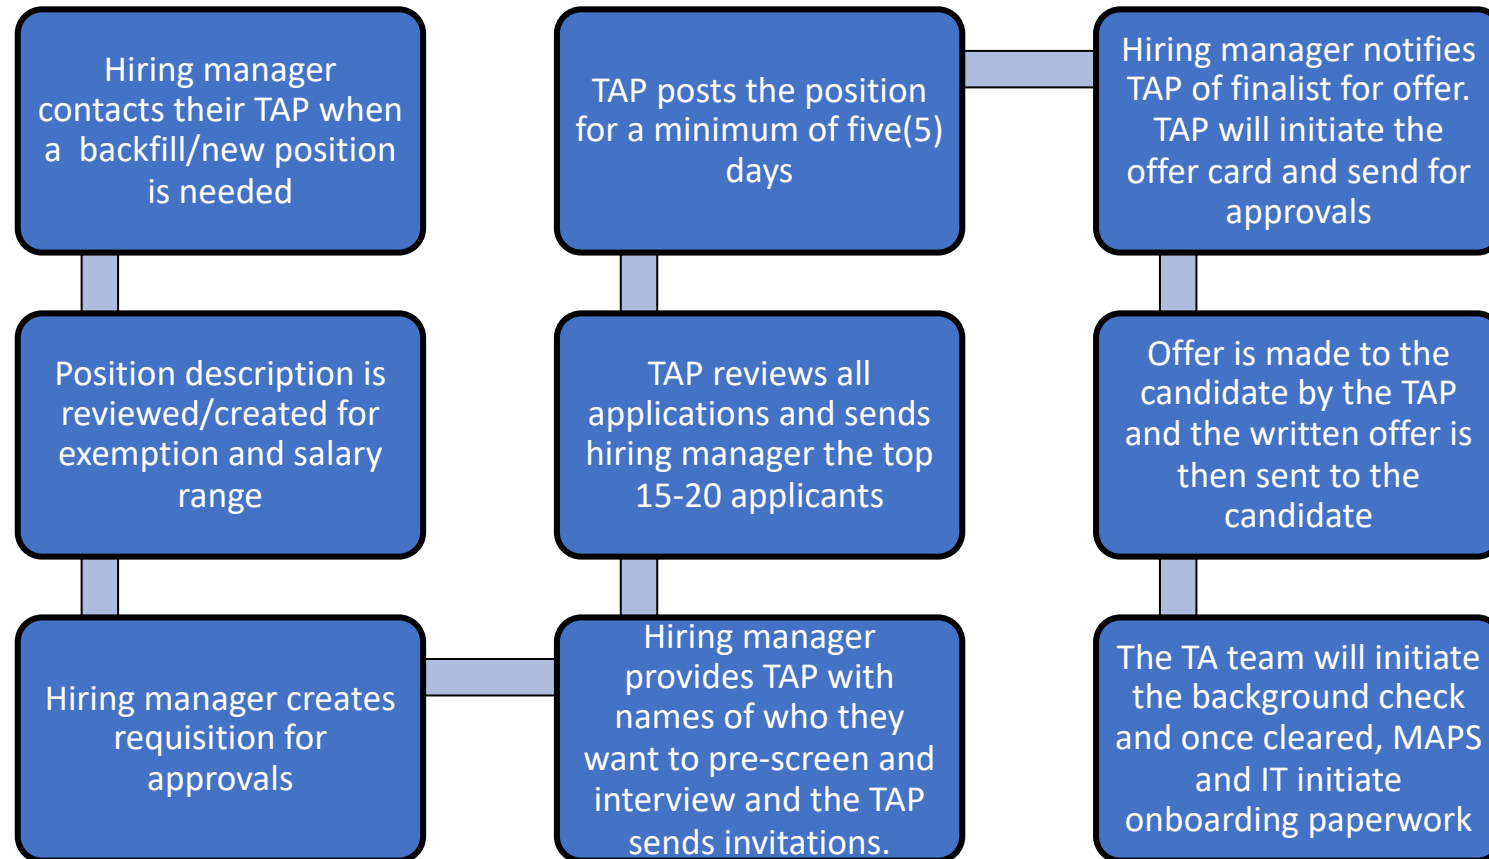 Hiring manager
contacts their TAP when
a backfill/new position
is needed
Position description is
reviewed/created for
exemption and salary
range
Hiring manager creates
requisition for
approvals
Hiring manager
provides TAP with
names of who they
want to pre-screen and
interview and the TAP
sends invitations.
TAP reviews all
applications and sends
hiring manager the top
15-20 applicants
TAP posts the position
for a minimum of five(5)
days
Hiring manager notifies
TAP of finalist for offer.
TAP will initiate the
offer card and send for
approvals
Offer is made to the
candidate by the TAP
and the written offer is
then sent to the
candidate
The TA team will initiate
the background check
and once cleared, MAPS
and IT initiate
onboarding paperwork